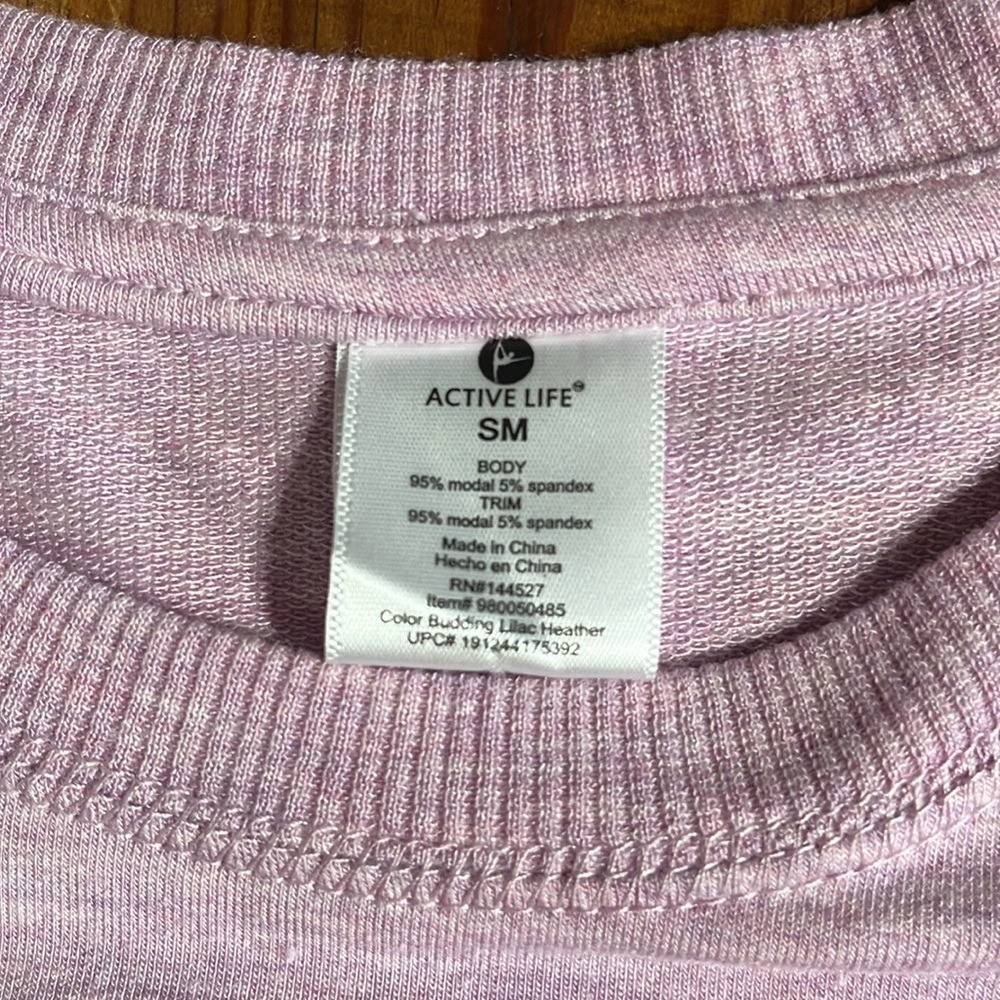 ACTIVE LIFE™
SM
BODY
95% modal 5% spandex
TRIM
95% modal 5% spandex
Made in China
Hecho en China
RN#144527
Item# 980050485
Color Budding Lilac Heather
UPC# 191244175392